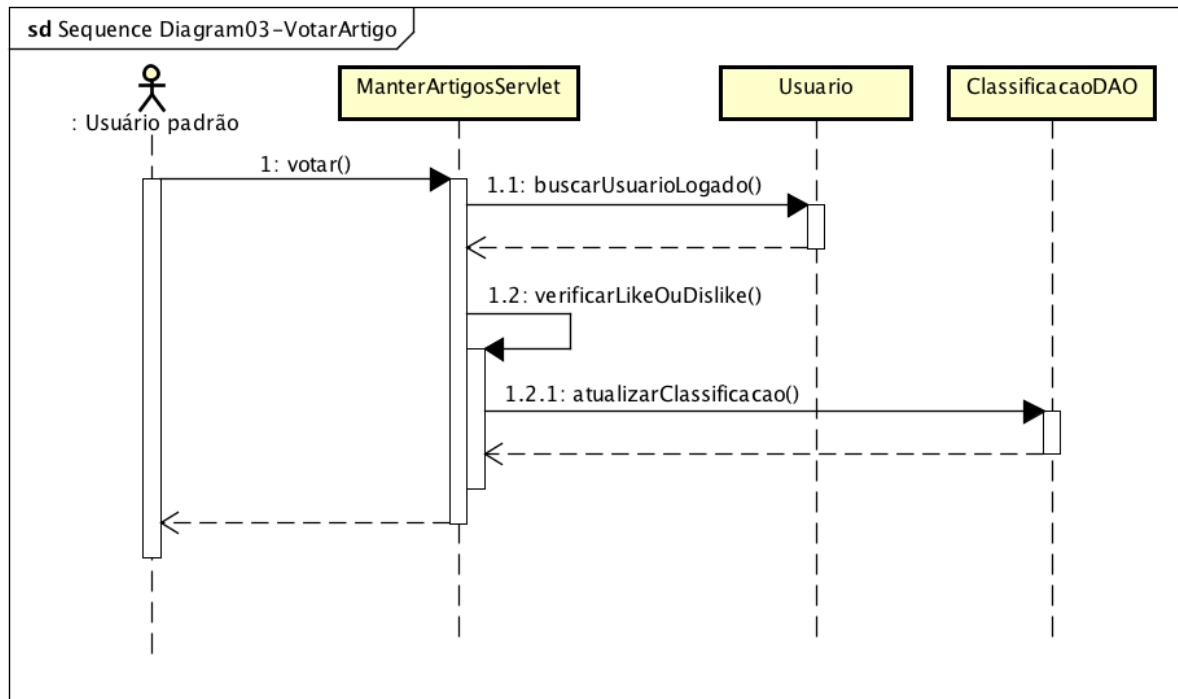 sd Sequence Diagram03-VotarArtigo
: Usuário padrão
ManterArtigosServlet
Usuario
ClassificacaoDAO
1: votar()
1.1: buscarUsuarioLogado()
1.2: verificarLikeOuDislike()
1.2.1: atualizarClassificacao()